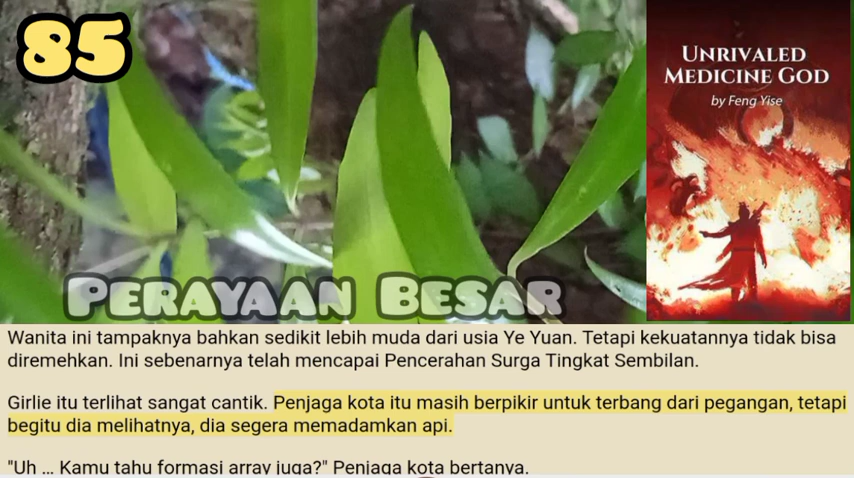 85
UNRIVALED
MEDICINE GOD
by Feng Yise
PERAYAAN BESAR
Wanita ini tampaknya bahkan sedikit lebih muda dari usia Ye Yuan. Tetapi kekuatannya tidak bisa
diremehkan. Ini sebenarnya telah mencapai Pencerahan Surga Tingkat Sembilan.
Girlie itu terlihat sangat cantik. Penjaga kota itu masih berpikir untuk terbang dari pegangan, tetapi
begitu dia melihatnya, dia segera memadamkan api.
"Uh ... Kamu tahu formasi array juga?" Penjaga kota bertanya.